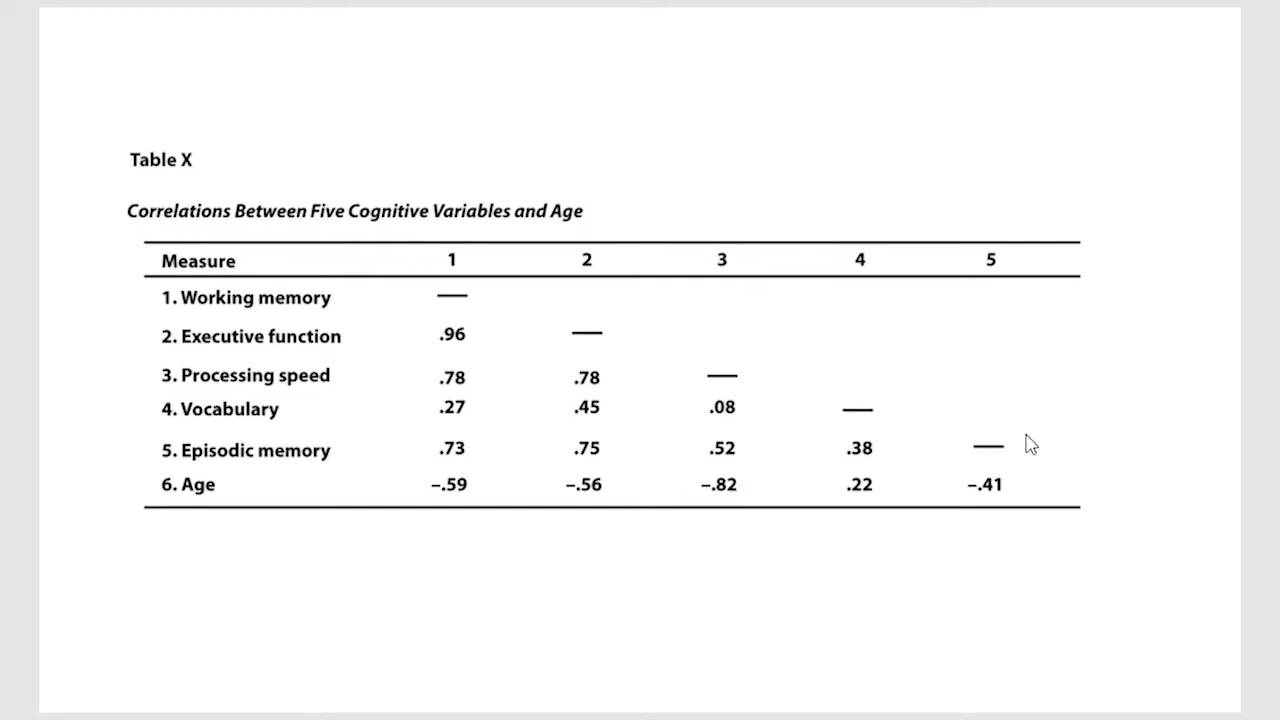 Table X
Correlations Between Five Cognitive Variables and Age
Measure 1 2 3 4 5
1. Working memory —
2. Executive function .96 —
3. Processing speed .78 .78 —
4. Vocabulary .27 .45 .08 —
5. Episodic memory .73 .75 .52 .38 —
6. Age –.59 –.56 –.82 .22 –.41